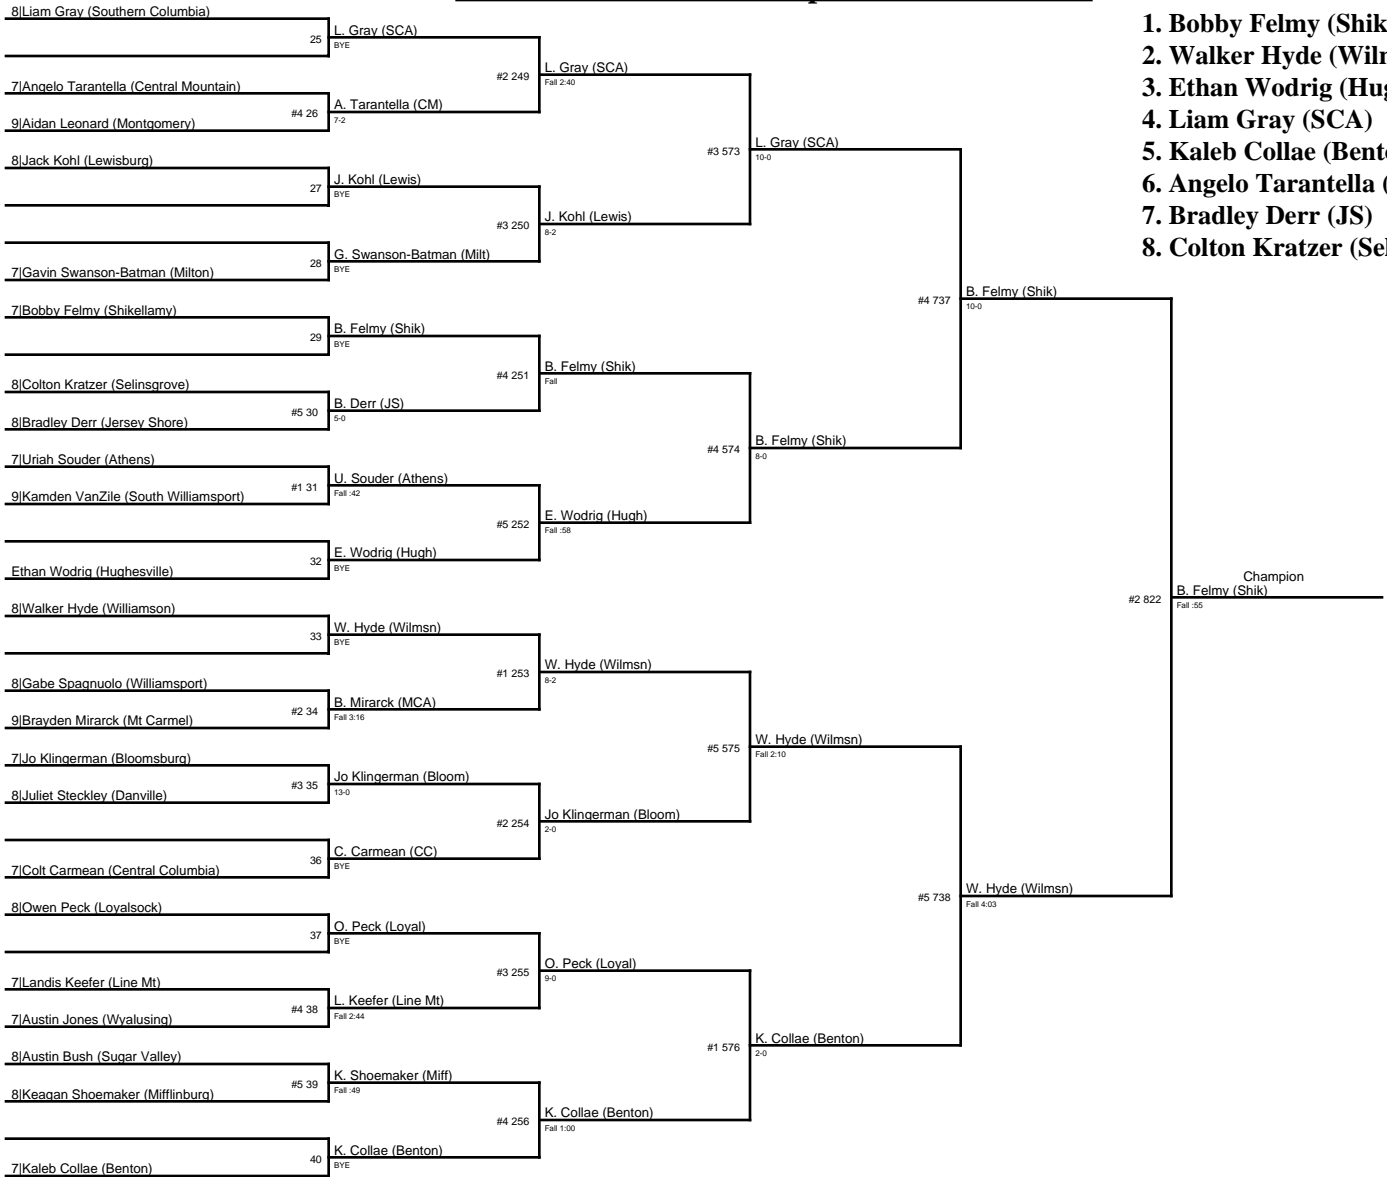 8|Liam Gray (Southern Columbia)
25
L. Gray (SCA)
BYE
7|Angelo Tarantella (Central Mountain)
9|Aidan Leonard (Montgomery)
#4 26
A. Tarantella (CM)
7-2
8|Jack Kohl (Lewisburg)
27
J. Kohl (Lewis)
BYE
28
7|Gavin Swanson-Batman (Milton)
G. Swanson-Batman (Milt)
BYE
7|Bobby Felmy (Shikellamy)
29
B. Felmy (Shik)
BYE
8|Colton Kratzer (Selinsgrove)
8|Bradley Derr (Jersey Shore)
#5 30
B. Derr (JS)
5-0
7|Uriah Souder (Athens)
9|Kamden VanZile (South Williamsport)
#1 31
U. Souder (Athens)
Fall :42
32
Ethan Wodrig (Hughesville)
E. Wodrig (Hugh)
BYE
8|Walker Hyde (Williamson)
33
W. Hyde (Wilmsn)
BYE
8|Gabe Spagnuolo (Williamsport)
9|Brayden Mirarck (Mt Carmel)
#2 34
B. Mirarck (MCA)
Fall 3:16
7|Jo Klingerman (Bloomsburg)
8|Juliet Steckley (Danville)
#3 35
Jo Klingerman (Bloom)
13-0
36
7|Colt Carmean (Central Columbia)
C. Carmean (CC)
BYE
8|Owen Peck (Loyalsock)
37
O. Peck (Loyal)
BYE
7|Landis Keefer (Line Mt)
7|Austin Jones (Wyalusing)
#4 38
L. Keefer (Line Mt)
Fall 2:44
8|Austin Bush (Sugar Valley)
8|Keagan Shoemaker (Mifflinburg)
#5 39
K. Shoemaker (Miff)
Fall :49
40
7|Kaleb Collae (Benton)
K. Collae (Benton)
BYE
#2 249
L. Gray (SCA)
Fall 2:40
#3 250
J. Kohl (Lewis)
8-2
#4 251
B. Felmy (Shik)
Fall
#5 252
E. Wodrig (Hugh)
Fall :58
#1 253
W. Hyde (Wilmsn)
8-2
#2 254
Jo Klingerman (Bloom)
2-0
#3 255
O. Peck (Loyal)
9-0
#4 256
K. Collae (Benton)
Fall 1:00
#3 573
L. Gray (SCA)
10-0
#4 574
B. Felmy (Shik)
8-0
#5 575
W. Hyde (Wilmsn)
Fall 2:10
#1 576
K. Collae (Benton)
2-0
#4 737
B. Felmy (Shik)
10-0
#5 738
W. Hyde (Wilmsn)
Fall 4:03
#2 822
Champion
B. Felmy (Shik)
Fall :55
1. Bobby Felmy (Shik
2. Walker Hyde (Wilm
3. Ethan Wodrig (Hug
4. Liam Gray (SCA)
5. Kaleb Collae (Bento
6. Angelo Tarantella (
7. Bradley Derr (JS)
8. Colton Kratzer (Sel